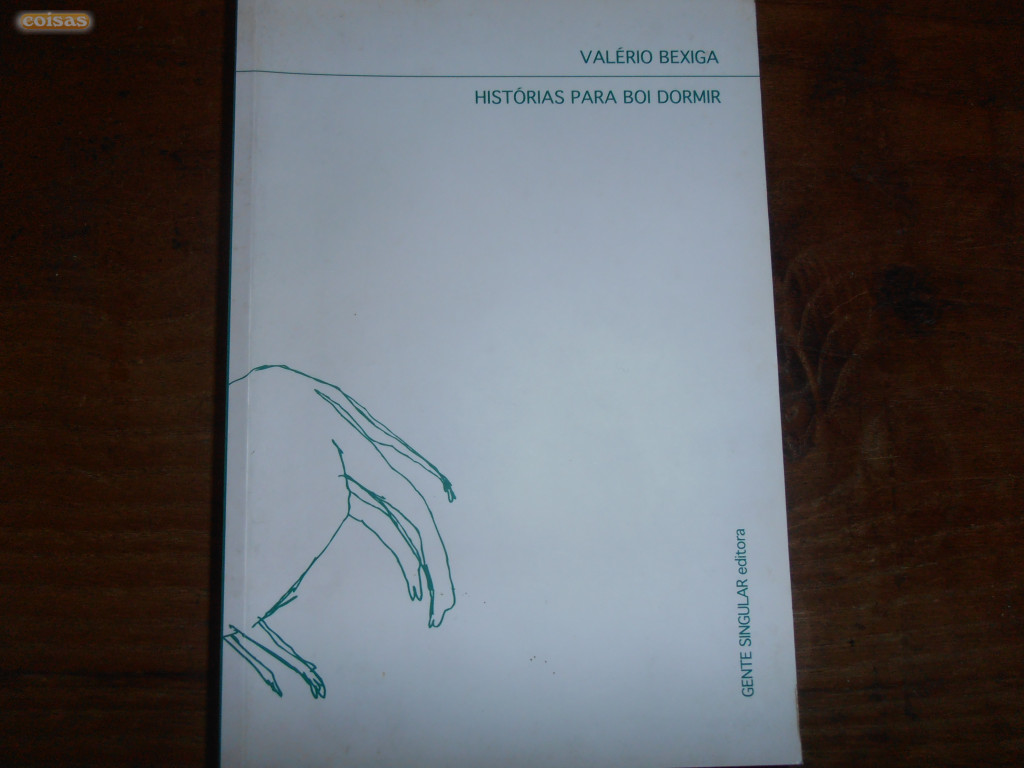 coisas
VALÉRIO BEXIGA
HISTÓRIAS PARA BOI DORMIR
GENTE SINGULAR editora